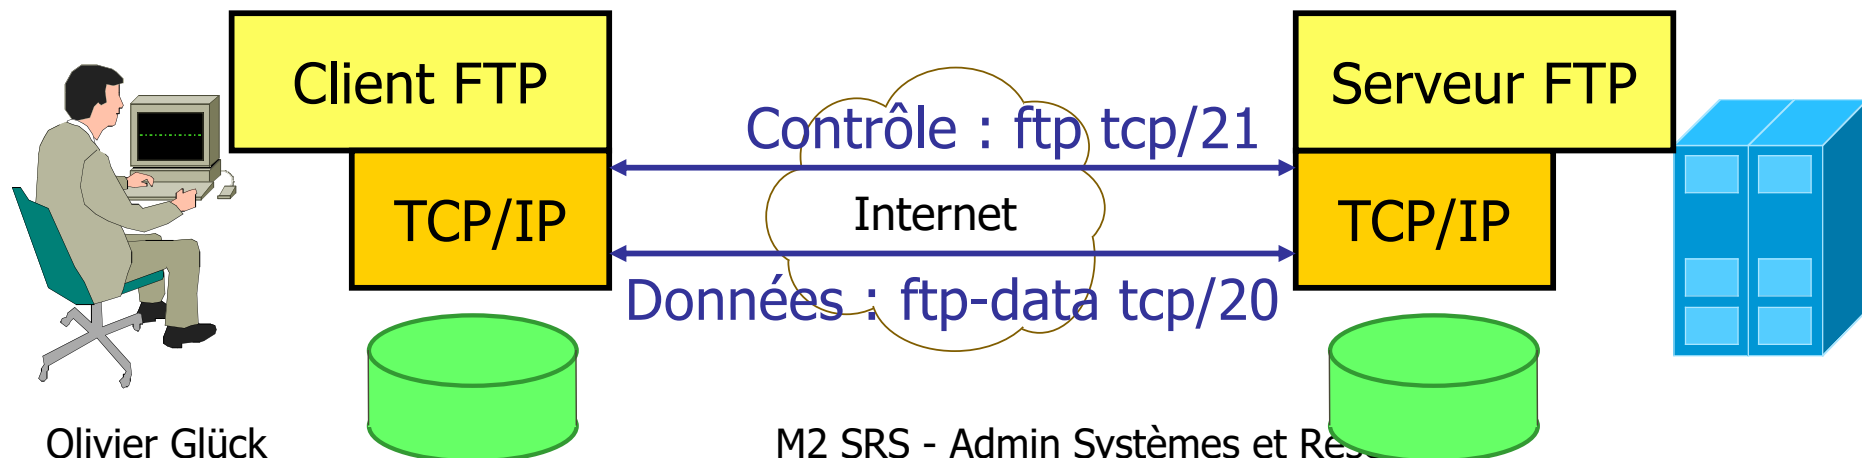 Client FTP
Serveur FTP
Contrôle : ftp tcp/21
TCP/IP
Internet
TCP/IP
Données : ftp-data tcp/20
Olivier Glück
M2 SRS - Admin Systèmes et